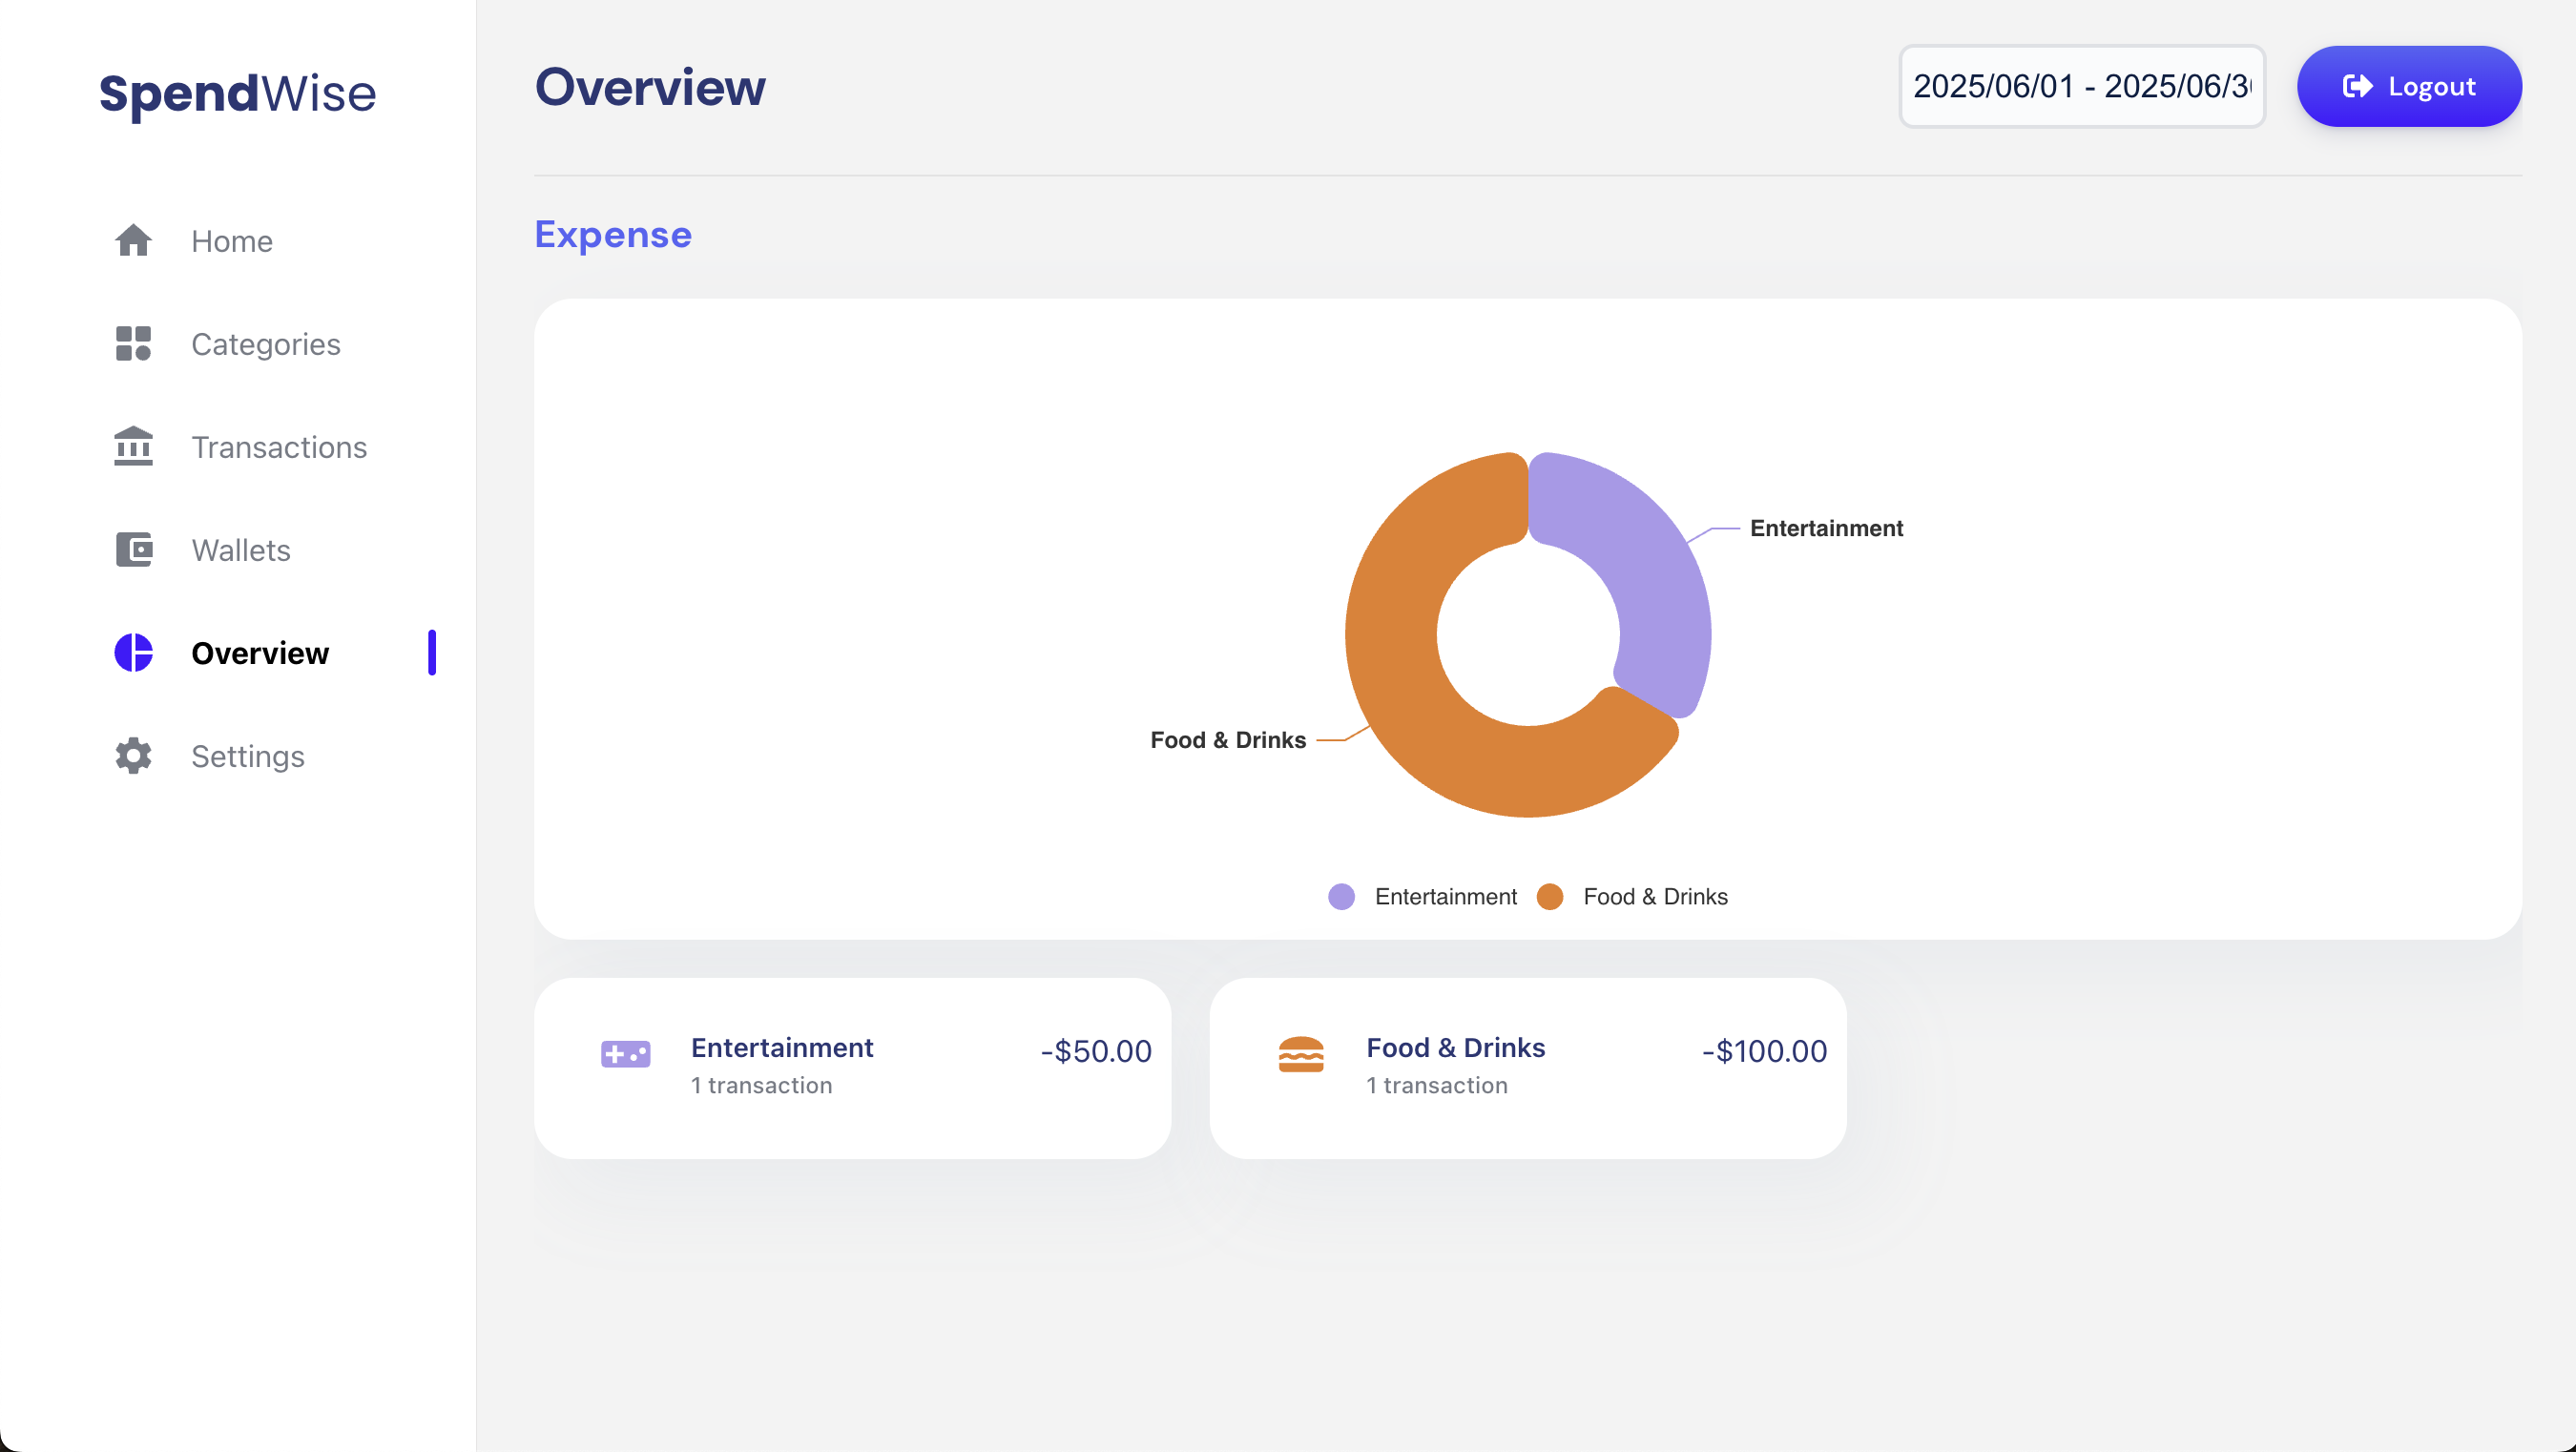 SpendWise
Home
Categories
Transactions
Wallets
Overview
Settings
Overview
2025/06/01 - 2025/06/3
Logout
Expense
Entertainment
Food & Drinks
Entertainment
Food & Drinks
Entertainment
1 transaction
-$50.00
Food & Drinks
1 transaction
-$100.00